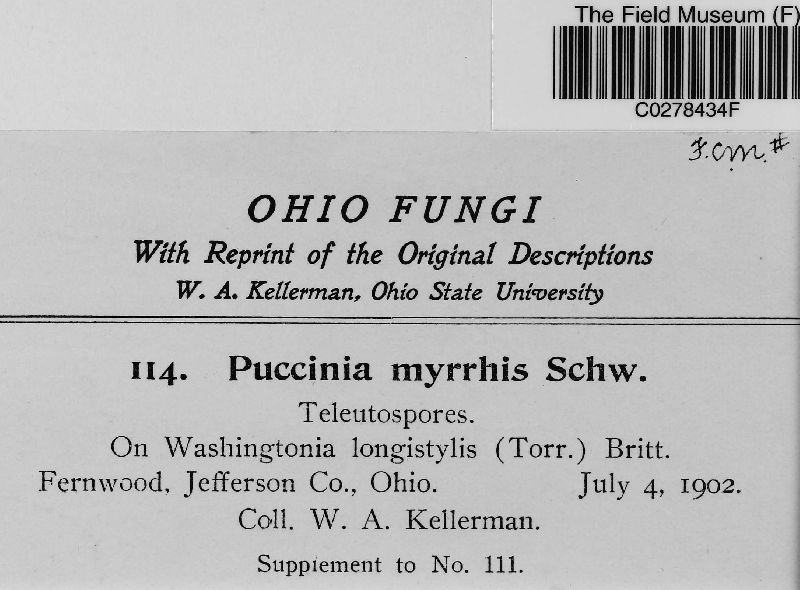 The Field Museum (F)
C0278434F
F.C.M.#
OHIO FUNGI
With Reprint of the Original Descriptions
W. A. Kellerman, Ohio State University
114. Puccinia myrrhis Schw.
Teleutospores.
On Washingtonia longistylis (Torr.) Britt.
Fernwood, Jefferson Co., Ohio. July 4, 1902.
Coll. W. A. Kellerman.
Supplement to No. 111.